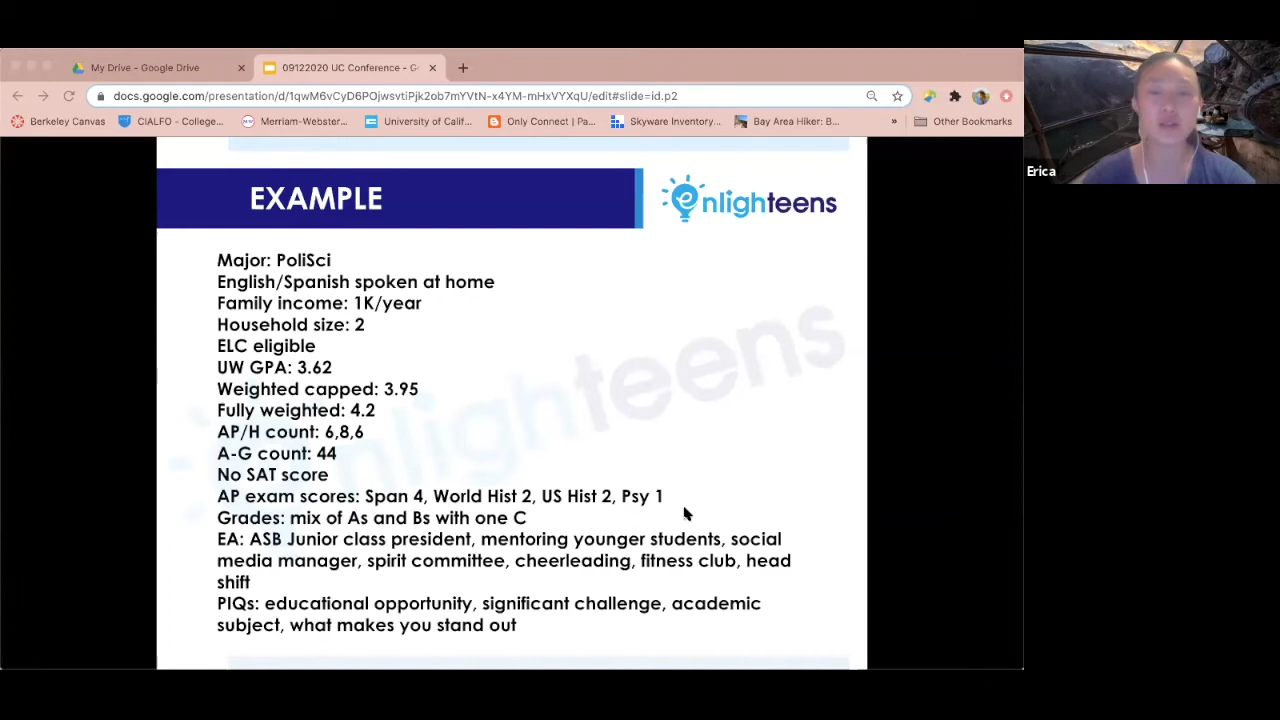 My Drive - Google Drive
09122020 UC Conference - G
docs.google.com/presentation/d/1qwM6vCyD6POjwsvtiPjk2ob7mYVtN-x4YM-mHxVYXqU/edit#slide=id.p2
Berkeley Canvas
CIALFO - College...
Merriam-Webster...
University of Calif...
Only Connect | Pa...
Skyware Inventory...
Bay Area Hiker: B...
»
Other Bookmarks
Erica
EXAMPLE
enlighteens
Major: PoliSci
English/Spanish spoken at home
Family income: 1K/year
Household size: 2
ELC eligible
UW GPA: 3.62
Weighted capped: 3.95
Fully weighted: 4.2
AP/H count: 6,8,6
A-G count: 44
No SAT score
AP exam scores: Span 4, World Hist 2, US Hist 2, Psy 1
Grades: mix of As and Bs with one C
EA: ASB Junior class president, mentoring younger students, social
media manager, spirit committee, cheerleading, fitness club, head
shift
PIQs: educational opportunity, significant challenge, academic
subject, what makes you stand out
enlighteens